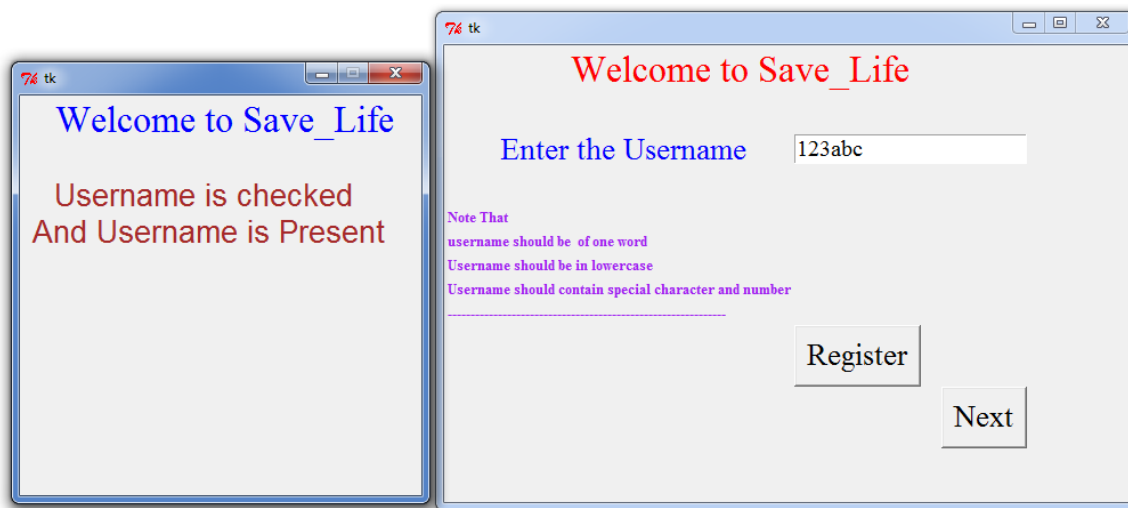 tk
Welcome to Save_Life
Username is checked
And Username is Present
tk
Welcome to Save_Life
Enter the Username 123abc
Note That
username should be  of one word
Username should be in lowercase
Username should contain special character and number
--------------------------------------------------------------
Register
Next